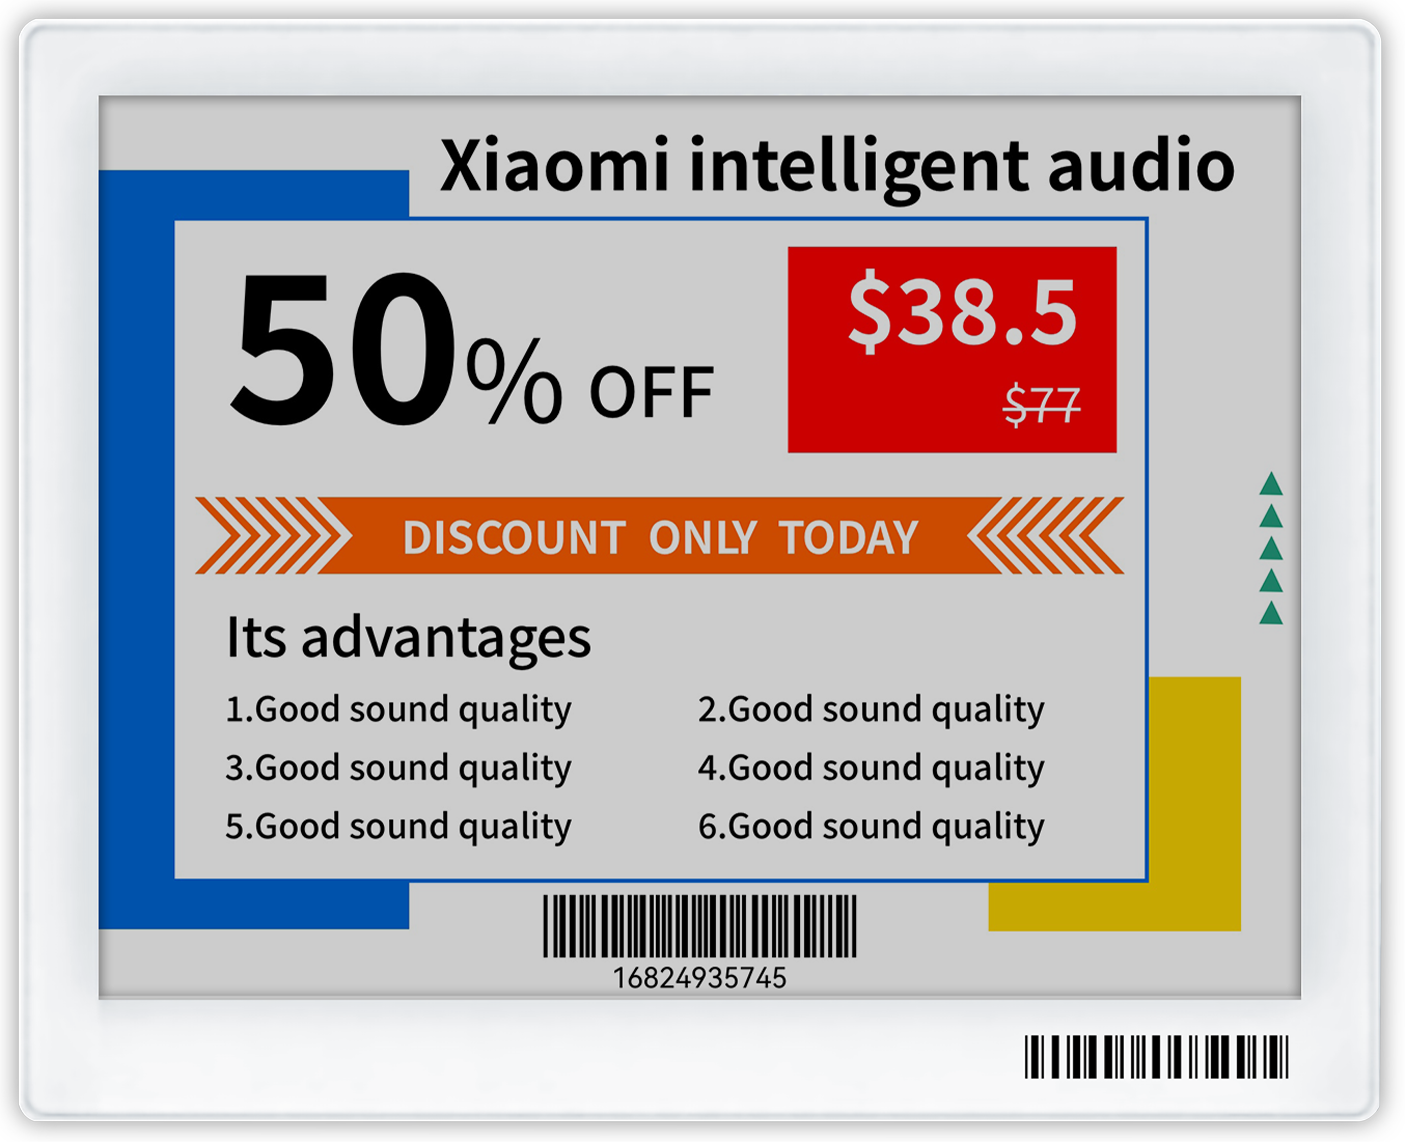 Xiaomi intelligent audio
50% OFF
$38.5
$77
DISCOUNT ONLY TODAY
Its advantages
1.Good sound quality
2.Good sound quality
3.Good sound quality
4.Good sound quality
5.Good sound quality
6.Good sound quality
16824935745